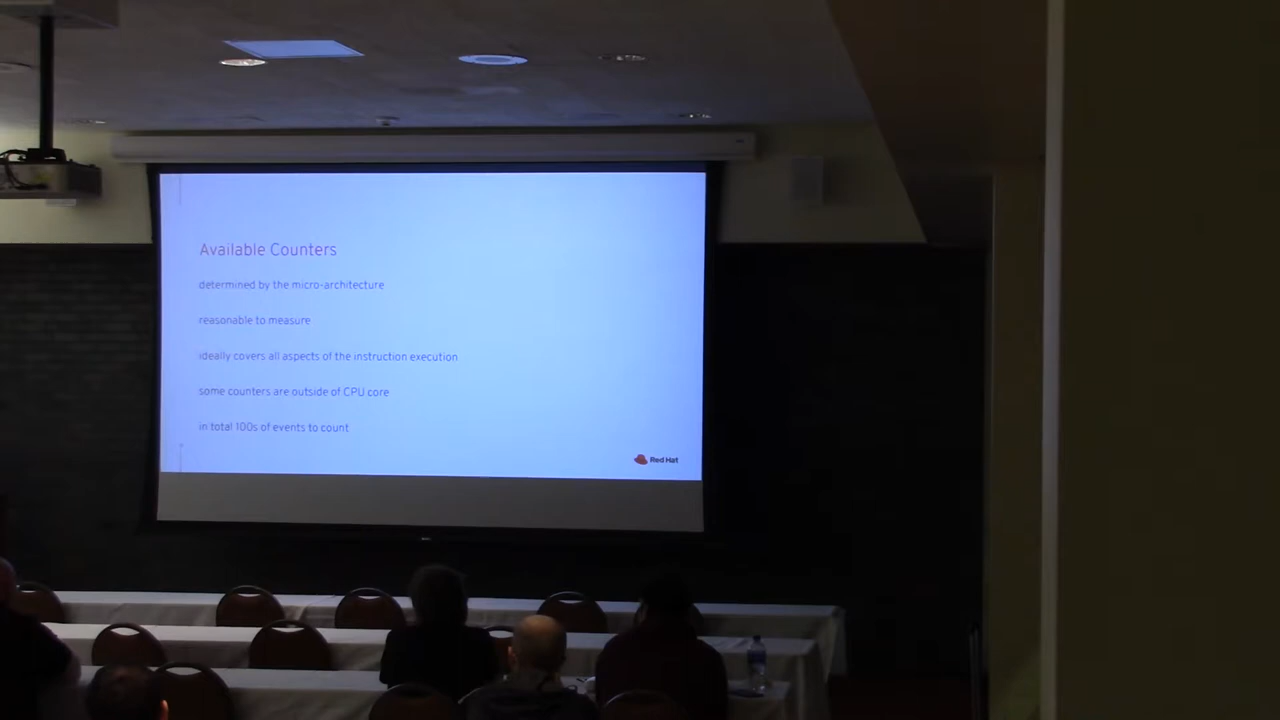 Available Counters
determined by the micro-architecture
reasonable to measure
ideally covers all aspects of the instruction execution
some counters are outside of CPU core
in total 100s of events to count
Red Hat